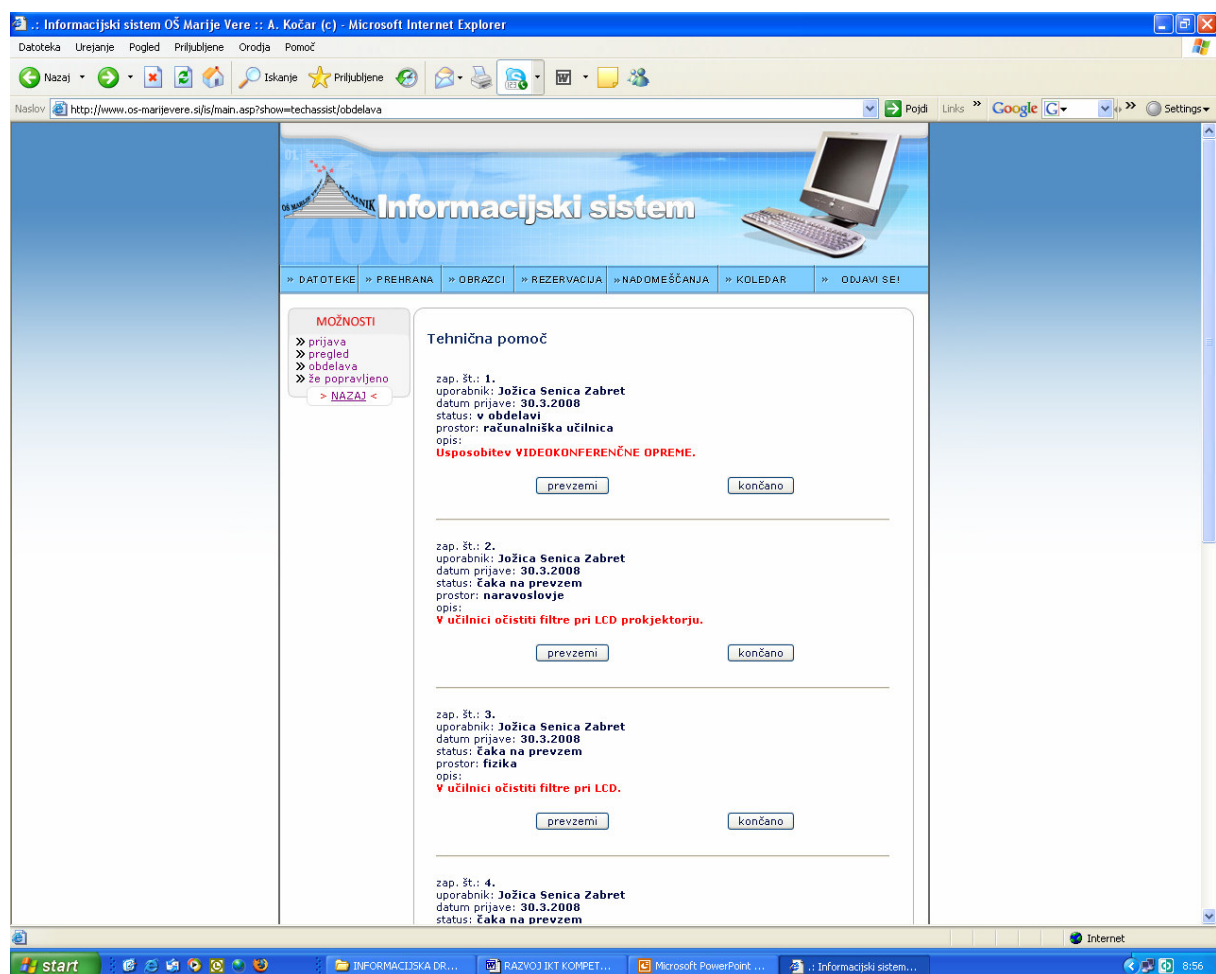 .: Informacijski sistem OŠ Marije Vere :: A. Kočar (c) - Microsoft Internet Explorer
Datoteka Urejanje Pogled Priljubljene Orodja Pomoč
Nazaj Iskanje Priljubljene
Naslov http://www.os-marijevere.si/is/main.asp?show=techassist/obdelava Pojdi Links » Google G » Settings
01. 2007
OŠ MARIJE VERE KAMNIK
Informacijski sistem
» DATOTEKE » PREHRANA » OBRAZCI » REZERVACIJA » NADOMEŠČANJA » KOLEDAR » ODJAVI SE!
MOŽNOSTI
» prijava
» pregled
» obdelava
» že popravljeno
> NAZAJ <
Tehnična pomoč
zap. št.: 1.
uporabnik: Jožica Senica Zabret
datum prijave: 30.3.2008
status: v obdelavi
prostor: računalniška učilnica
opis:
Usposobitev VIDEOKONFERENČNE OPREME.
prevzemi končano
zap. št.: 2.
uporabnik: Jožica Senica Zabret
datum prijave: 30.3.2008
status: čaka na prevzem
prostor: naravoslovje
opis:
V učilnici očistiti filtre pri LCD prokjektorju.
prevzemi končano
zap. št.: 3.
uporabnik: Jožica Senica Zabret
datum prijave: 30.3.2008
status: čaka na prevzem
prostor: fizika
opis:
V učilnici očistiti filtre pri LCD.
prevzemi končano
zap. št.: 4.
uporabnik: Jožica Senica Zabret
datum prijave: 30.3.2008
status: čaka na prevzem
Internet
start INFORMACIJSKA DR... RAZVOJ IKT KOMPET... Microsoft PowerPoint ... .: Informacijski sistem... 8:56